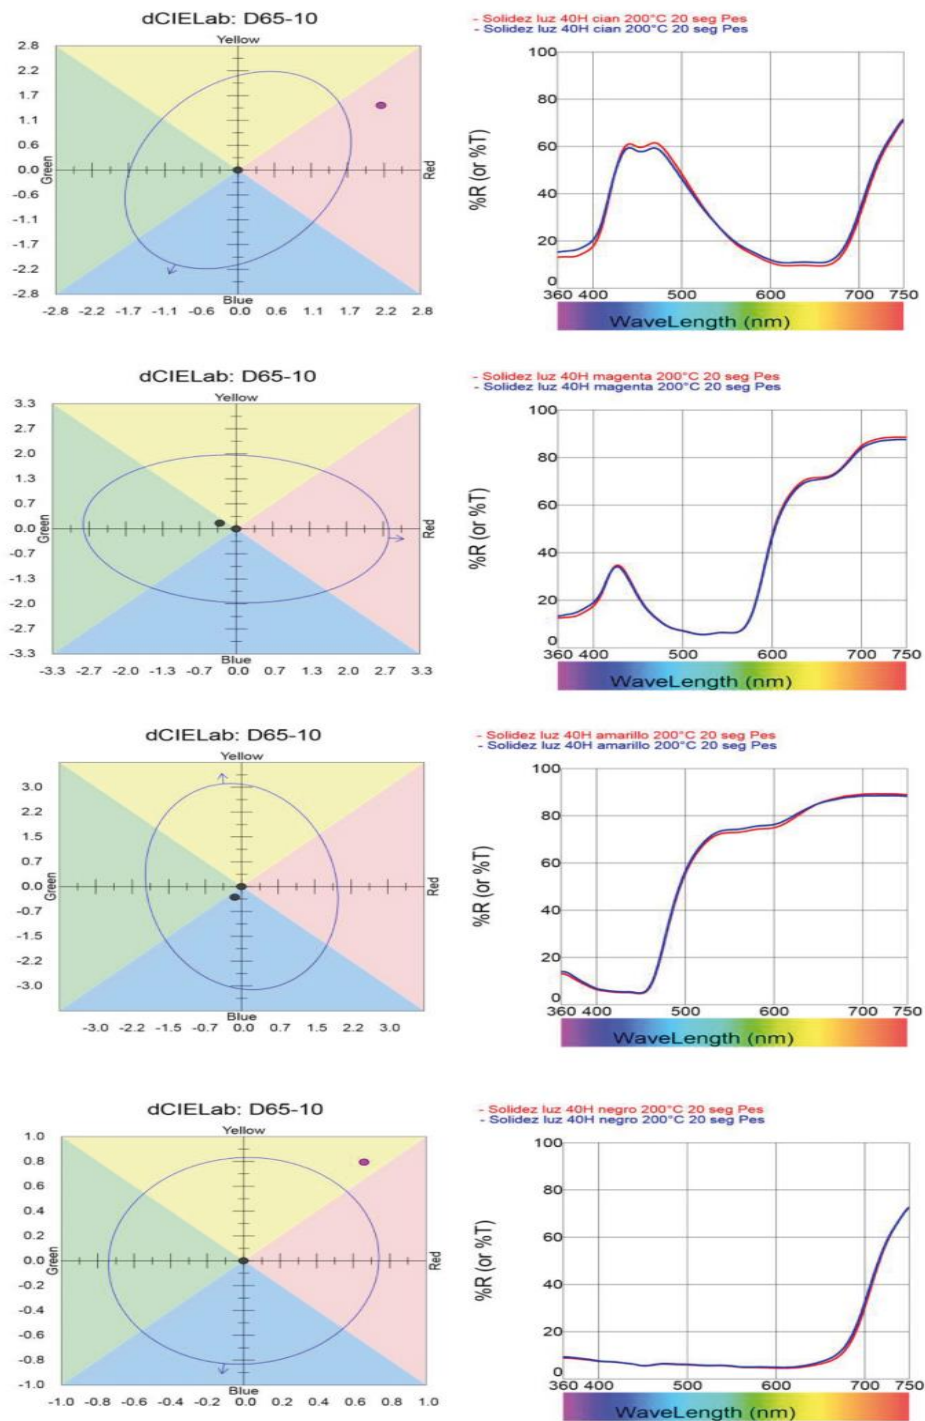 dCIELab: D65-10
Yellow
2.8
2.2
1.7
1.1
0.6
0.0
-0.6
-1.1
-1.7
-2.2
-2.8
Green
Red
Blue
-2.8 -2.2 -1.7 -1.1 -0.6 0.0 0.6 1.1 1.7 2.2 2.8
- Solidez luz 40H cian 200°C 20 seg Pes
- Solidez luz 40H cian 200°C 20 seg Pes
100
80
60
40
20
0
%R (or %T)
360 400 500 600 700 750
WaveLength (nm)
dCIELab: D65-10
Yellow
3.3
2.7
2.0
1.3
0.7
0.0
-0.7
-1.3
-2.0
-2.7
-3.3
Green
Red
Blue
-3.3 -2.7 -2.0 -1.3 -0.7 0.0 0.7 1.3 2.0 2.7 3.3
- Solidez luz 40H magenta 200°C 20 seg Pes
- Solidez luz 40H magenta 200°C 20 seg Pes
100
80
60
40
20
0
%R (or %T)
360 400 500 600 700 750
WaveLength (nm)
dCIELab: D65-10
Yellow
3.0
2.2
1.5
0.7
0.0
-0.7
-1.5
-2.2
-3.0
Green
Red
Blue
-3.0 -2.2 -1.5 -0.7 0.0 0.7 1.5 2.2 3.0
- Solidez luz 40H amarillo 200°C 20 seg Pes
- Solidez luz 40H amarillo 200°C 20 seg Pes
100
80
60
40
20
0
%R (or %T)
360 400 500 600 700 750
WaveLength (nm)
dCIELab: D65-10
Yellow
1.0
0.8
0.6
0.4
0.2
0.0
-0.2
-0.4
-0.6
-0.8
-1.0
Green
Red
Blue
-1.0 -0.8 -0.6 -0.4 -0.2 0.0 0.2 0.4 0.6 0.8 1.0
- Solidez luz 40H negro 200°C 20 seg Pes
- Solidez luz 40H negro 200°C 20 seg Pes
100
80
60
40
20
0
%R (or %T)
360 400 500 600 700 750
WaveLength (nm)